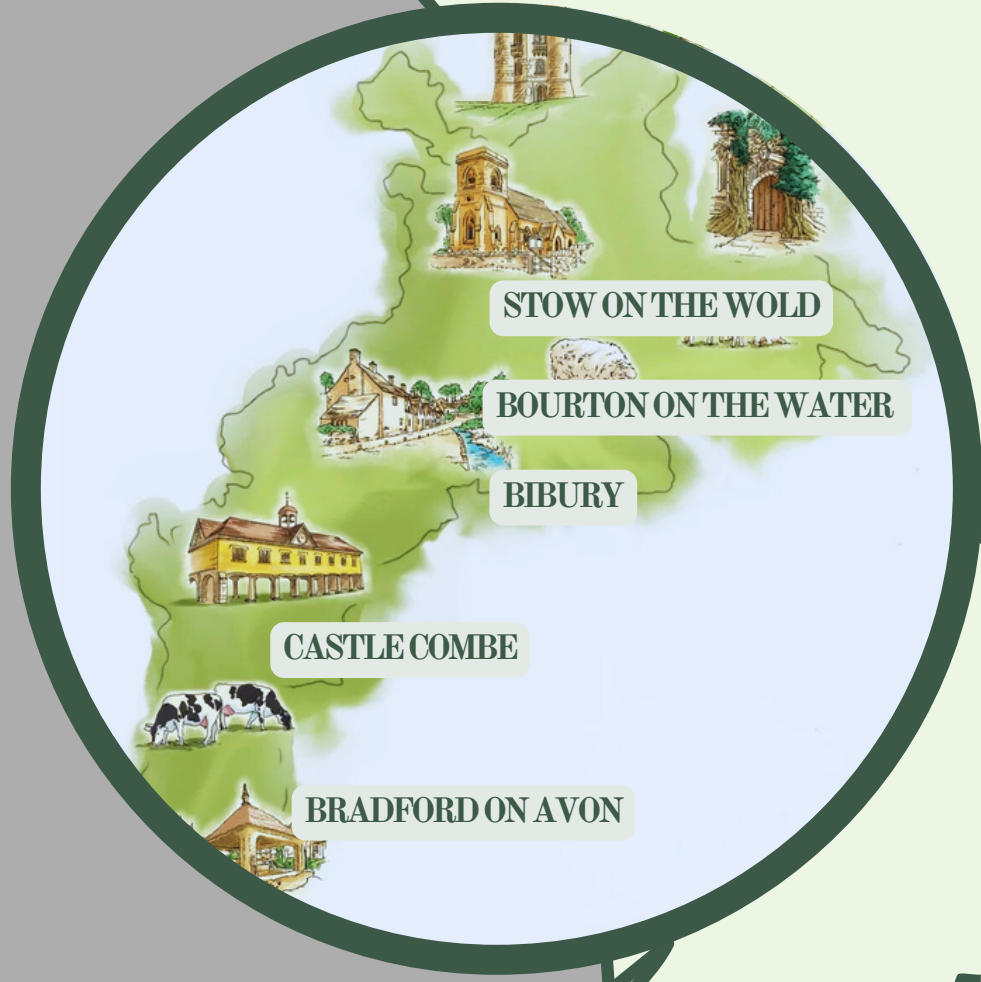 STOW ON THE WOLD
BOURTON ON THE WATER
BIBURY
CASTLE COMBE
BRADFORD ON AVON